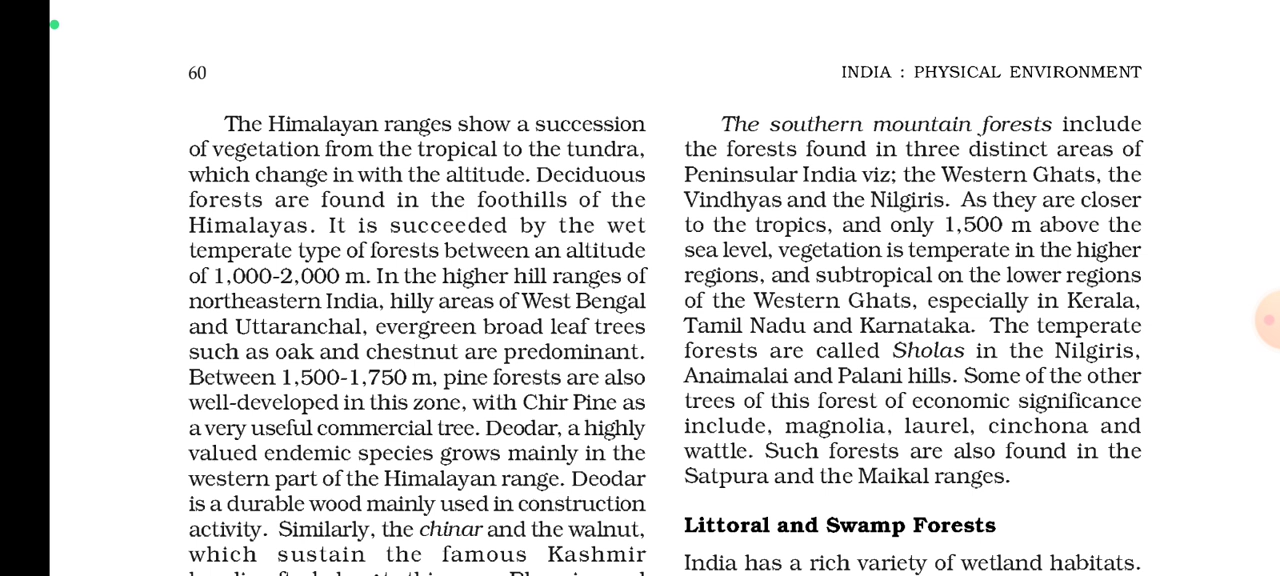 60
INDIA : PHYSICAL ENVIRONMENT
The Himalayan ranges show a succession
of vegetation from the tropical to the tundra,
which change in with the altitude. Deciduous
forests are found in the foothills of the
Himalayas. It is succeeded by the wet
temperate type of forests between an altitude
of 1,000-2,000 m. In the higher hill ranges of
northeastern India, hilly areas of West Bengal
and Uttaranchal, evergreen broad leaf trees
such as oak and chestnut are predominant.
Between 1,500-1,750 m, pine forests are also
well-developed in this zone, with Chir Pine as
a very useful commercial tree. Deodar, a highly
valued endemic species grows mainly in the
western part of the Himalayan range. Deodar
is a durable wood mainly used in construction
activity. Similarly, the chinar and the walnut,
which sustain the famous Kashmir
The southern mountain forests include
the forests found in three distinct areas of
Peninsular India viz; the Western Ghats, the
Vindhyas and the Nilgiris. As they are closer
to the tropics, and only 1,500 m above the
sea level, vegetation is temperate in the higher
regions, and subtropical on the lower regions
of the Western Ghats, especially in Kerala,
Tamil Nadu and Karnataka. The temperate
forests are called Sholas in the Nilgiris,
Anaimalai and Palani hills. Some of the other
trees of this forest of economic significance
include, magnolia, laurel, cinchona and
wattle. Such forests are also found in the
Satpura and the Maikal ranges.
Littoral and Swamp Forests
India has a rich variety of wetland habitats.